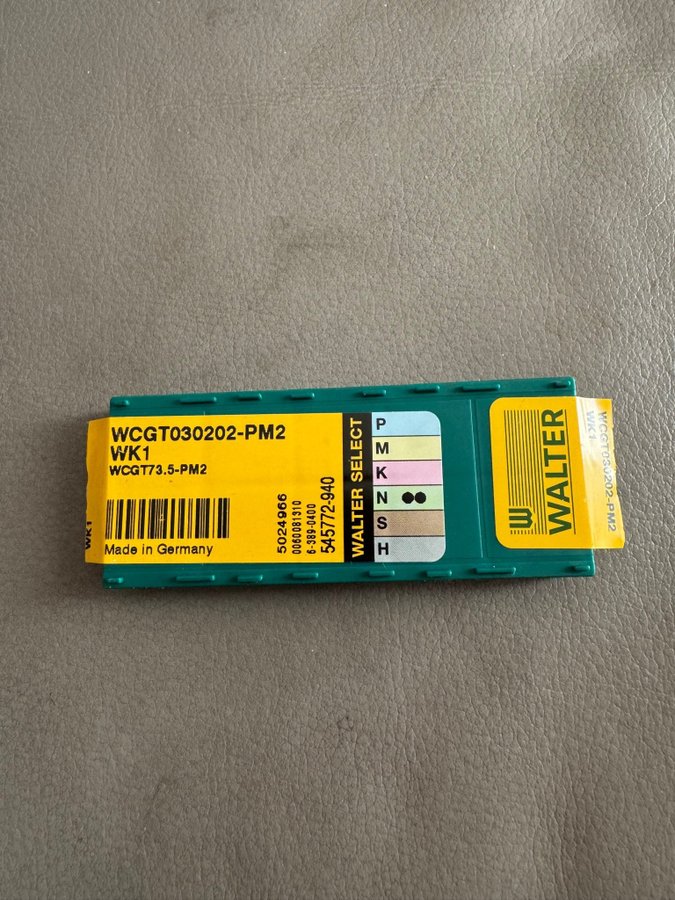 WCGT030202-PM2
WK1
WCGT73.5-PM2
Made in Germany
WK1
5024966
0060081310
6-389-0400
545772-940
WALTER SELECT
P
M
K
N
S
H
WALTER
WCGT030202-PM2
WK1